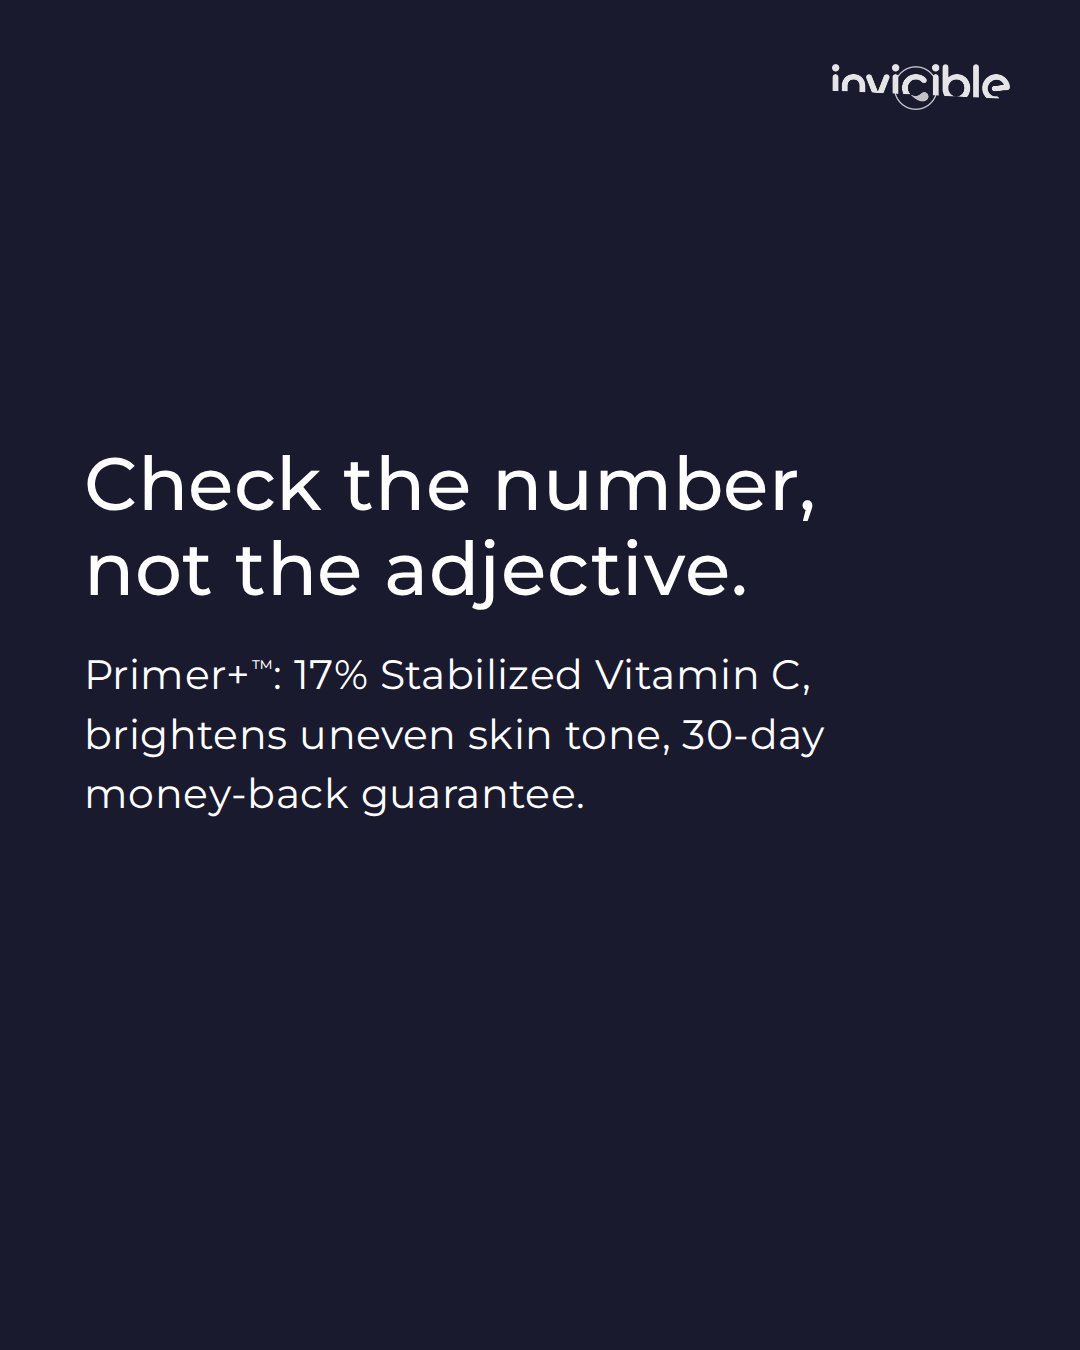 invicible
Check the number,
not the adjective.
Primer+™: 17% Stabilized Vitamin C,
brightens uneven skin tone, 30-day
money-back guarantee.